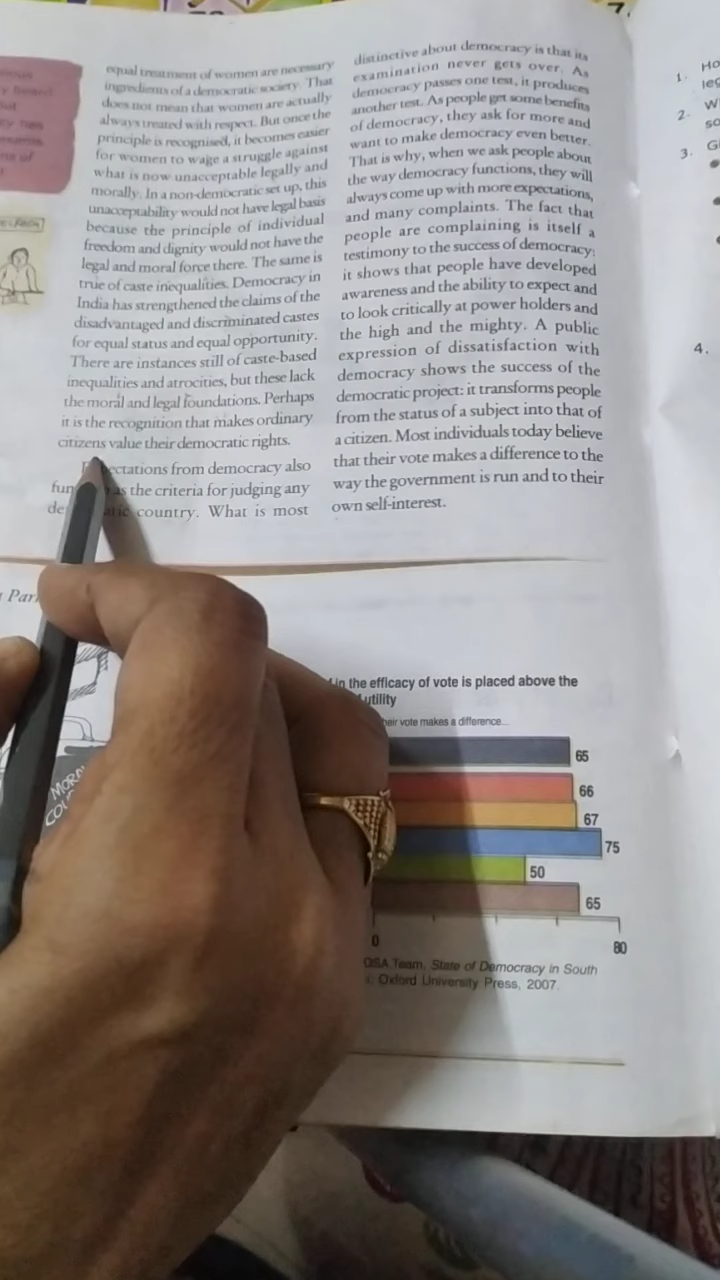 equal treatment of women are necessary
ingredients of a democratic society. That
does not mean that women are actually
always treated with respect. But once the
principle is recognised, it becomes easier
for women to wage a struggle against
what is now unacceptable legally and
morally. In a non-democratic set up, this
unacceptability would not have legal basis
because the principle of individual
freedom and dignity would not have the
legal and moral force there. The same is
true of caste inequalities. Democracy in
India has strengthened the claims of the
disadvantaged and discriminated castes
for equal status and equal opportunity.
There are instances still of caste-based
inequalities and atrocities, but these lack
the moral and legal foundations. Perhaps
it is the recognition that makes ordinary
citizens value their democratic rights.
from democracy also
as the criteria for judging any
country. What is most
distinctive about democracy is that its
examination never gets over. As
democracy passes one test, it produces
another test. As people get some benefits
of democracy, they ask for more and
want to make democracy even better.
That is why, when we ask people about
the way democracy functions, they will
always come up with more expectations,
and many complaints. The fact that
people are complaining is itself a
testimony to the success of democracy:
it shows that people have developed
awareness and the ability to expect and
to look critically at power holders and
the high and the mighty. A public
expression of dissatisfaction with
democracy shows the success of the
democratic project: it transforms people
from the status of a subject into that of
a citizen. Most individuals today believe
that their vote makes a difference to the
way the government is run and to their
own self-interest.
in the efficacy of vote is placed above the
utility
vote makes a difference...
65
66
67
75
50
65
0
80
Team, State of Democracy in South
Oxford University Press, 2007.
7.
1.
2.
3.
4.